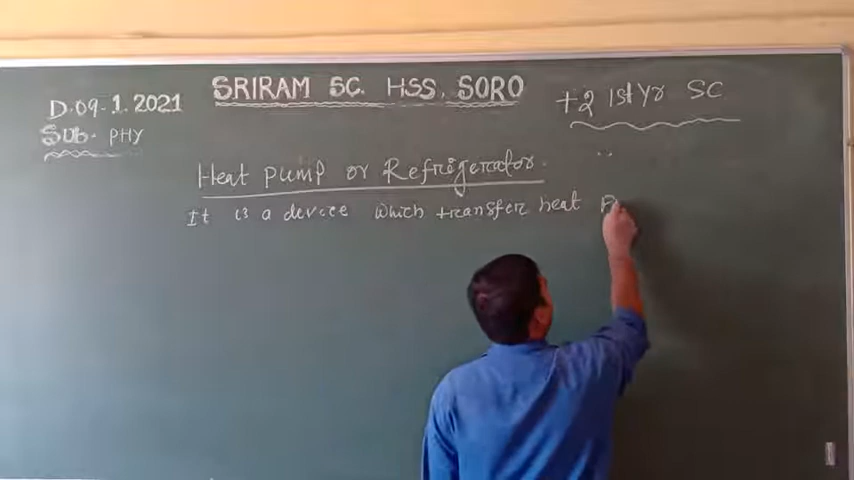 SRIRAM SC. HSS, SORO
D.09-1.2021
+2 1st Yr SC
Sub. PHY
Heat Pump or Refrigerator.
It is a device which transfer heat